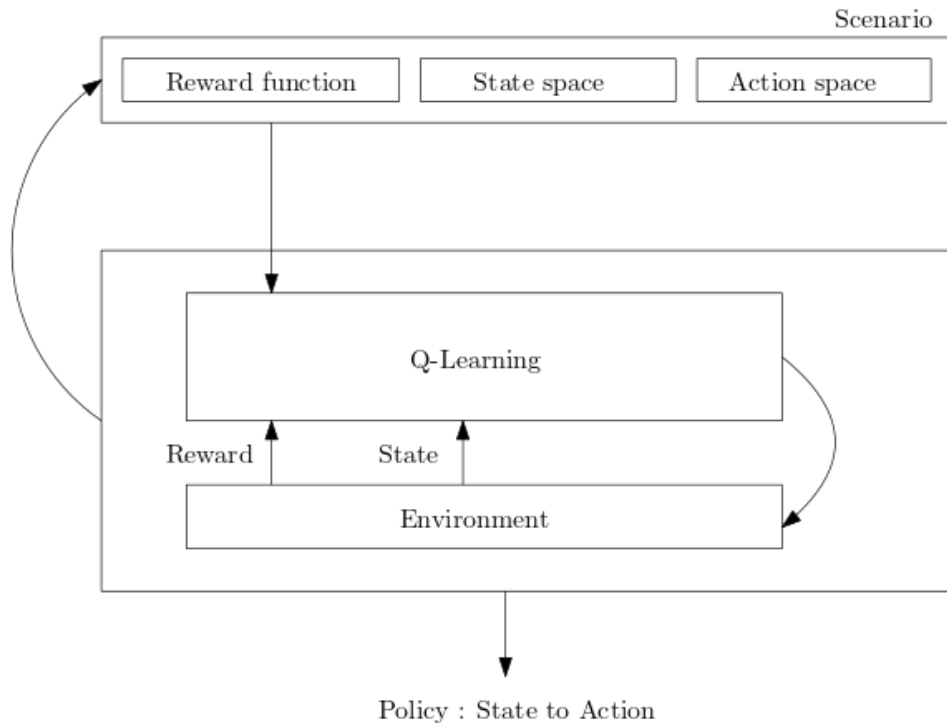 Scenario
Reward function
State space
Action space
Q-Learning
Reward
State
Environment
Policy : State to Action